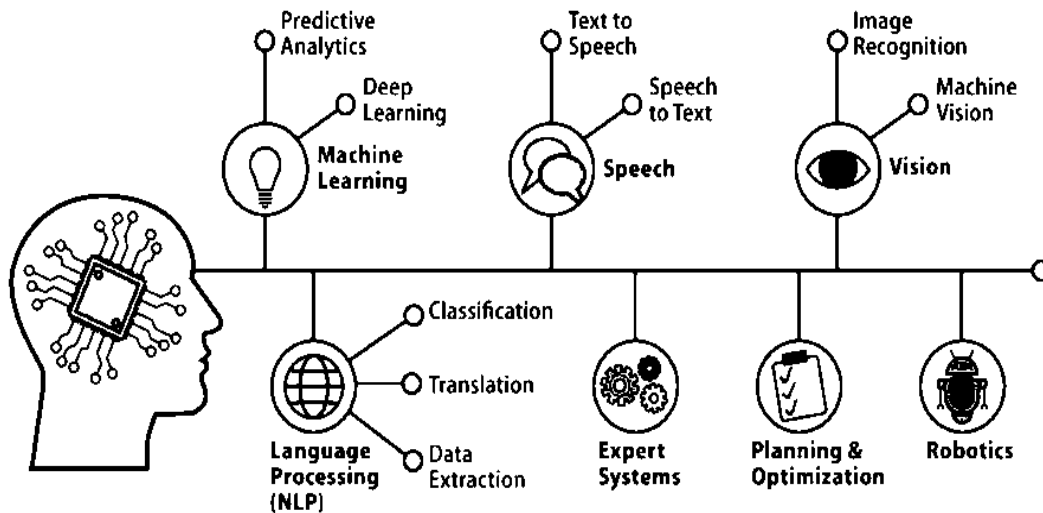 Predictive
Analytics
Deep
Learning
Machine
Learning
Text to
Speech
Speech
to Text
Speech
Image
Recognition
Machine
Vision
Vision
Classification
Translation
Data
Extraction
Language
Processing
(NLP)
Expert
Systems
Planning &
Optimization
Robotics